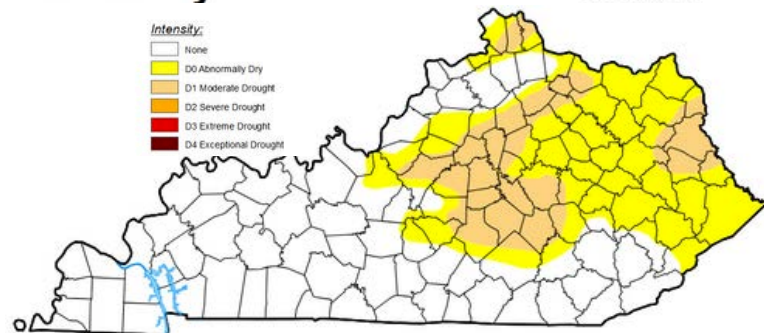 Intensity:
None
D0 Abnormally Dry
D1 Moderate Drought
D2 Severe Drought
D3 Extreme Drought
D4 Exceptional Drought